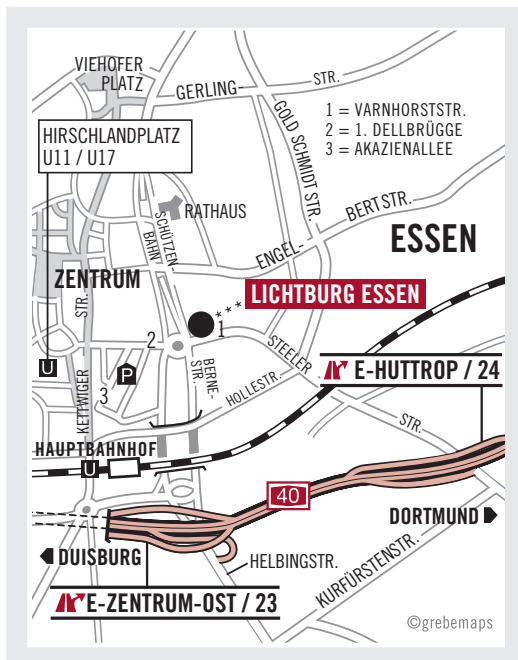 VIEHOFER
PLATZ
GERLING-
STR.
GOLD SCHMIDT STR.
1 = VARNHORSTSTR.
2 = 1. DELLBRÜGGE
3 = AKAZIENALLEE
HIRSCHLANDPLATZ
U11 / U17
SCHÜTZEN-
BAHN
RATHAUS
BERTSTR.
ENGEL-
ESSEN
ZENTRUM
LICHTBURG ESSEN
***
1
2
3
STR.
KETTWIGER
U
P
BERNE-
STR.
STEELER
STR.
HOLLESTR.
E-HUTTROP / 24
HAUPTBAHNHOF
U
40
DORTMUND
DUISBURG
HELBINGSTR.
KURFÜRSTENSTR.
E-ZENTRUM-OST / 23
©grebemaps